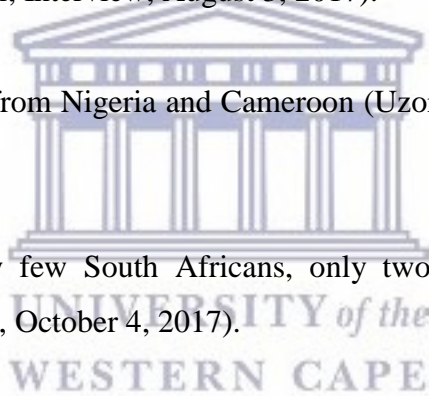 Interview, August 3, 2017).
from Nigeria and Cameroon (Uzor
few South Africans, only two
, October 4, 2017).
UNIVERSITY of the
WESTERN CAPE